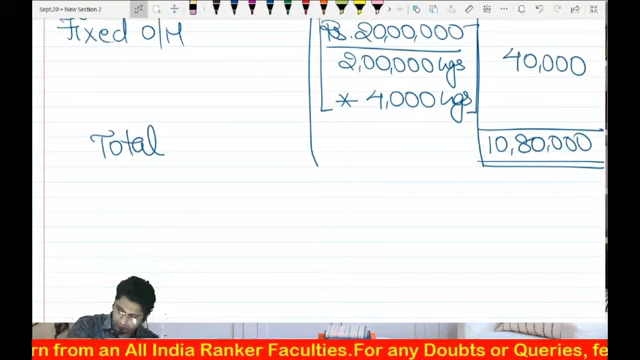 Sept.20 » New Section 2
Fixed O/H
Rs. 20,00,000
2,00,000 kgs
* 4,000 kgs
40,000
Total
10,80,000
rn from an All India Ranker Faculties.For any Doubts or Queries, fe